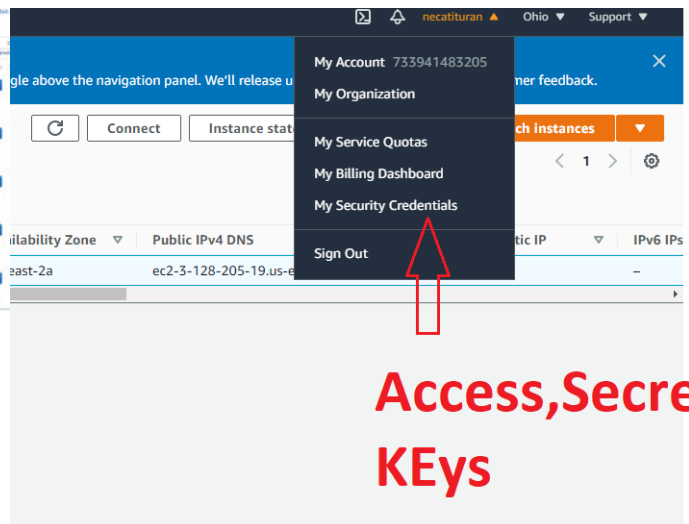 necatituran ▲ Ohio ▼ Support ▼
My Account 733941483205
gle above the navigation panel. We'll release u mer feedback.
My Organization
Connect Instance stat ch instances
My Service Quotas
< 1 >
My Billing Dashboard
My Security Credentials
ilability Zone Public IPv4 DNS tic IP IPv6 IPs
Sign Out
east-2a ec2-3-128-205-19.us-e –
Access,Secre
KEys